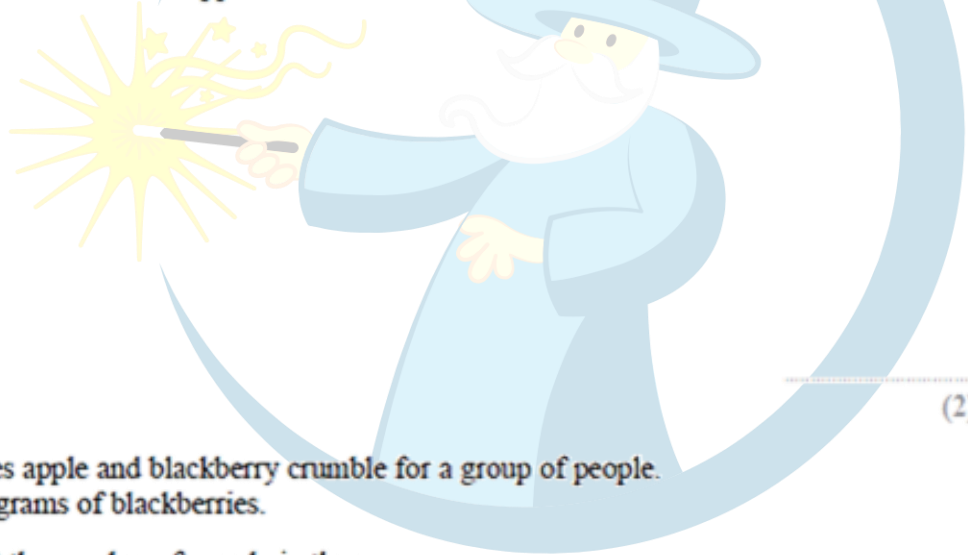 (2
es apple and blackberry crumble for a group of people.
grams of blackberries.